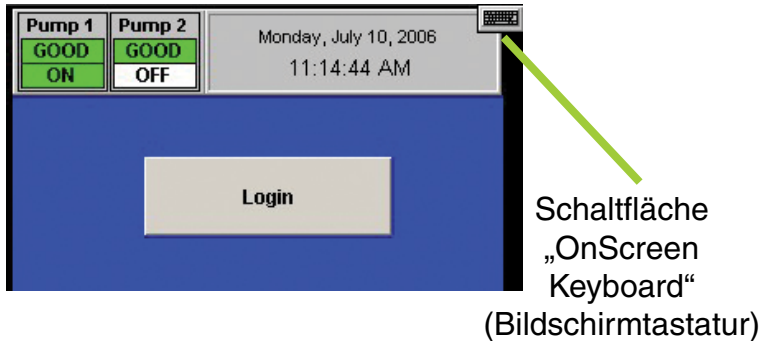 Pump 1 Pump 2
GOOD GOOD
ON OFF
Monday, July 10, 2006
11:14:44 AM
Login
Schaltfläche
„OnScreen
Keyboard“
(Bildschirmtastatur)